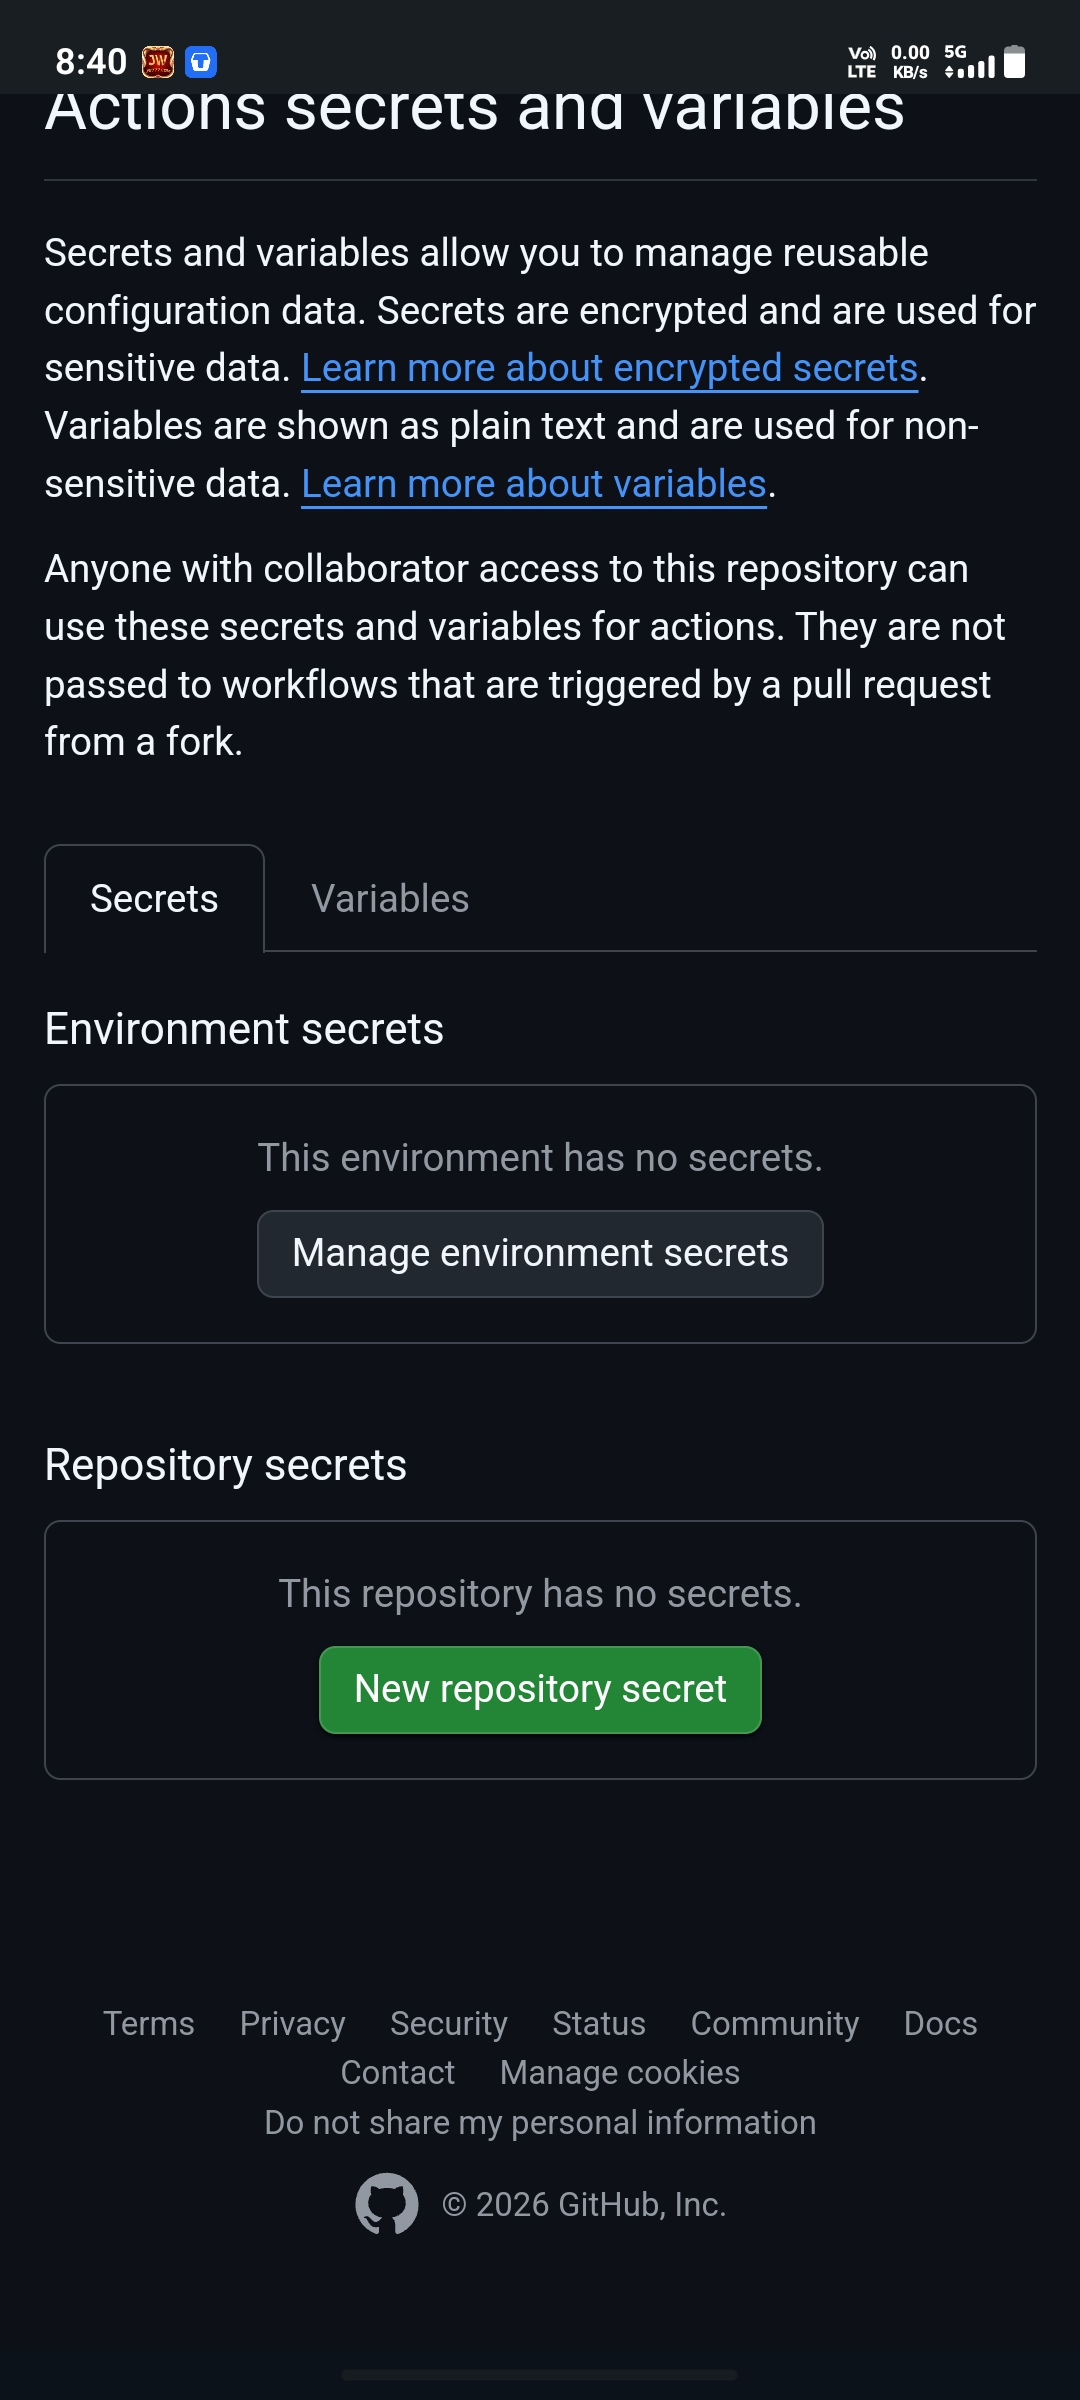 8:40
Vo)) LTE
0.00 KB/s
5G
Actions secrets and variables
Secrets and variables allow you to manage reusable
configuration data. Secrets are encrypted and are used for
sensitive data. Learn more about encrypted secrets.
Variables are shown as plain text and are used for non-
sensitive data. Learn more about variables.
Anyone with collaborator access to this repository can
use these secrets and variables for actions. They are not
passed to workflows that are triggered by a pull request
from a fork.
Secrets Variables
Environment secrets
This environment has no secrets.
Manage environment secrets
Repository secrets
This repository has no secrets.
New repository secret
Terms Privacy Security Status Community Docs
Contact Manage cookies
Do not share my personal information
© 2026 GitHub, Inc.